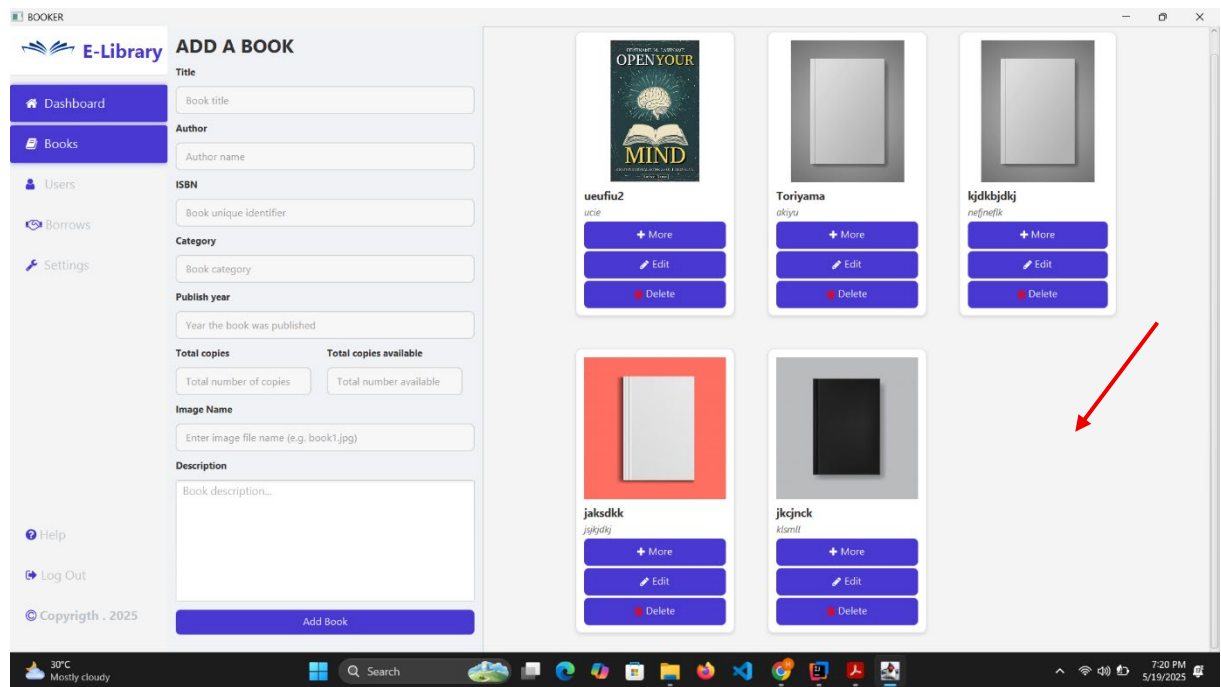 BOOKER
E-Library
Dashboard
Books
Users
Borrows
Settings
Help
Log Out
© Copyrigth . 2025
ADD A BOOK
Title
Book title
Author
Author name
ISBN
Book unique identifier
Category
Book category
Publish year
Year the book was published
Total copies Total copies available
Total number of copies Total number available
Image Name
Enter image file name (e.g. book1.jpg)
Description
Book description...
Add Book
OPEN YOUR
MIND
ueufiu2
ucie
+ More
Edit
Delete
Toriyama
akiyu
+ More
Edit
Delete
kjdkbjdkj
nefjneflk
+ More
Edit
Delete
jaksdkk
jsjkjdkj
+ More
Edit
Delete
jkcjnck
klsmll
+ More
Edit
Delete
30°C
Mostly cloudy
Search
7:20 PM
5/19/2025